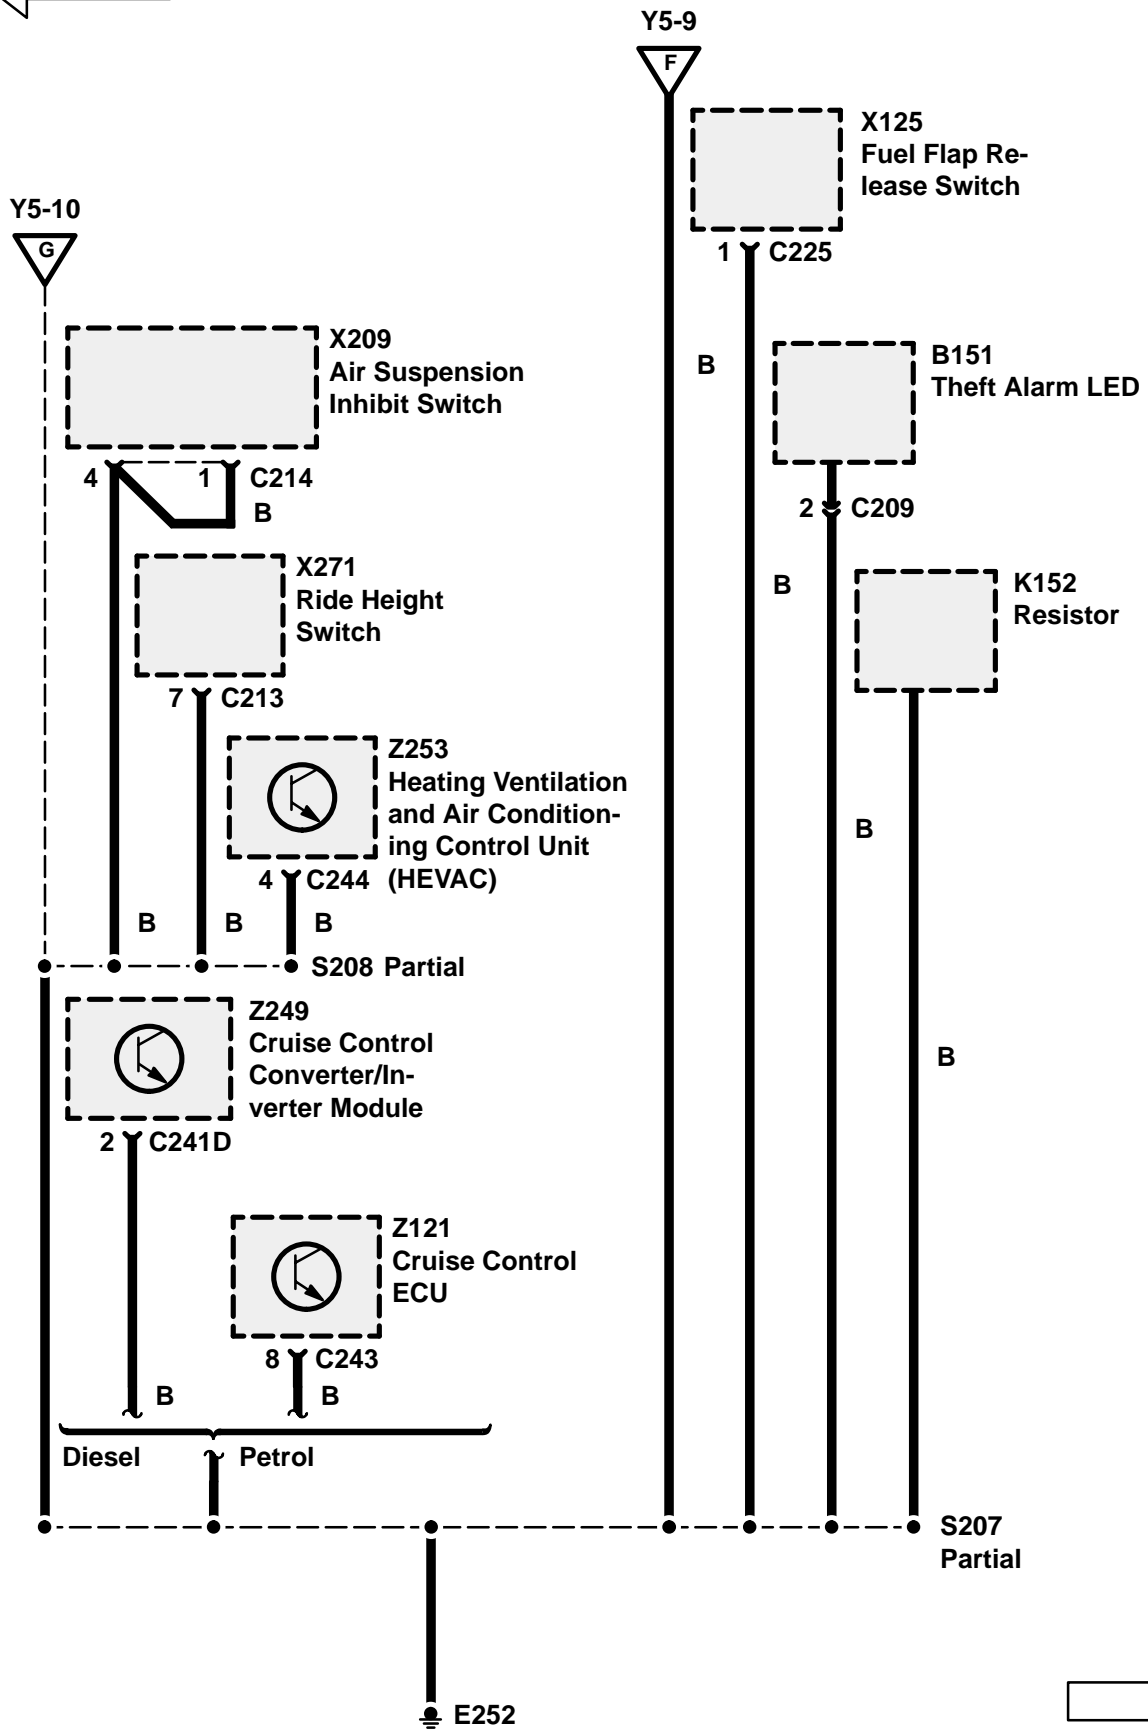 Y5-9
F
X125
Fuel Flap Re-
lease Switch
1 C225
Y5-10
G
X209
Air Suspension
Inhibit Switch
4 1 C214
B
B
B151
Theft Alarm LED
2 C209
X271
Ride Height
Switch
7 C213
B
K152
Resistor
Z253
Heating Ventilation
and Air Condition-
ing Control Unit
(HEVAC)
4 C244
B
B B B
S208 Partial
Z249
Cruise Control
Converter/In-
verter Module
2 C241D
B
Z121
Cruise Control
ECU
8 C243
B B
Diesel Petrol
S207
Partial
E252